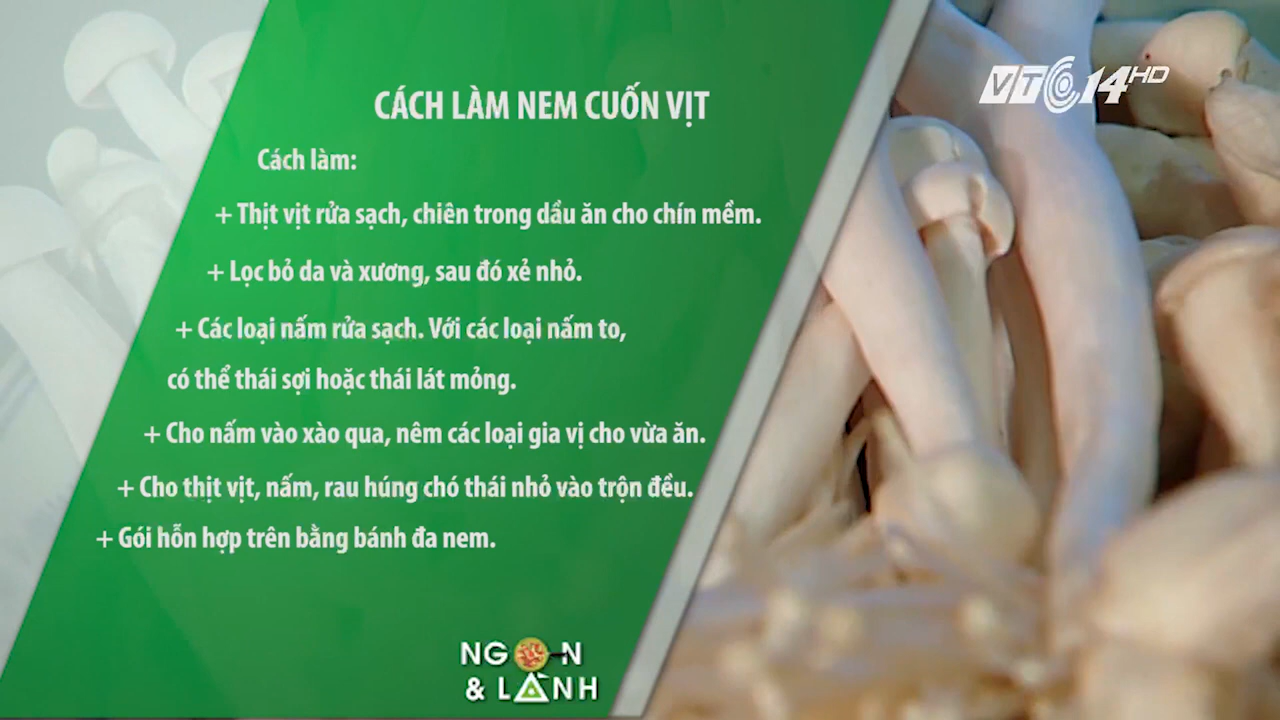 VTC14HD
CÁCH LÀM NEM CUỐN VỊT
Cách làm:
+ Thịt vịt rửa sạch, chiên trong dầu ăn cho chín mềm.
+ Lọc bỏ da và xương, sau đó xẻ nhỏ.
+ Các loại nấm rửa sạch. Với các loại nấm to,
có thể thái sợi hoặc thái lát mỏng.
+ Cho nấm vào xào qua, nêm các loại gia vị cho vừa ăn.
+ Cho thịt vịt, nấm, rau húng chó thái nhỏ vào trộn đều.
+ Gói hỗn hợp trên bằng bánh đa nem.
NGON
& LÀNH